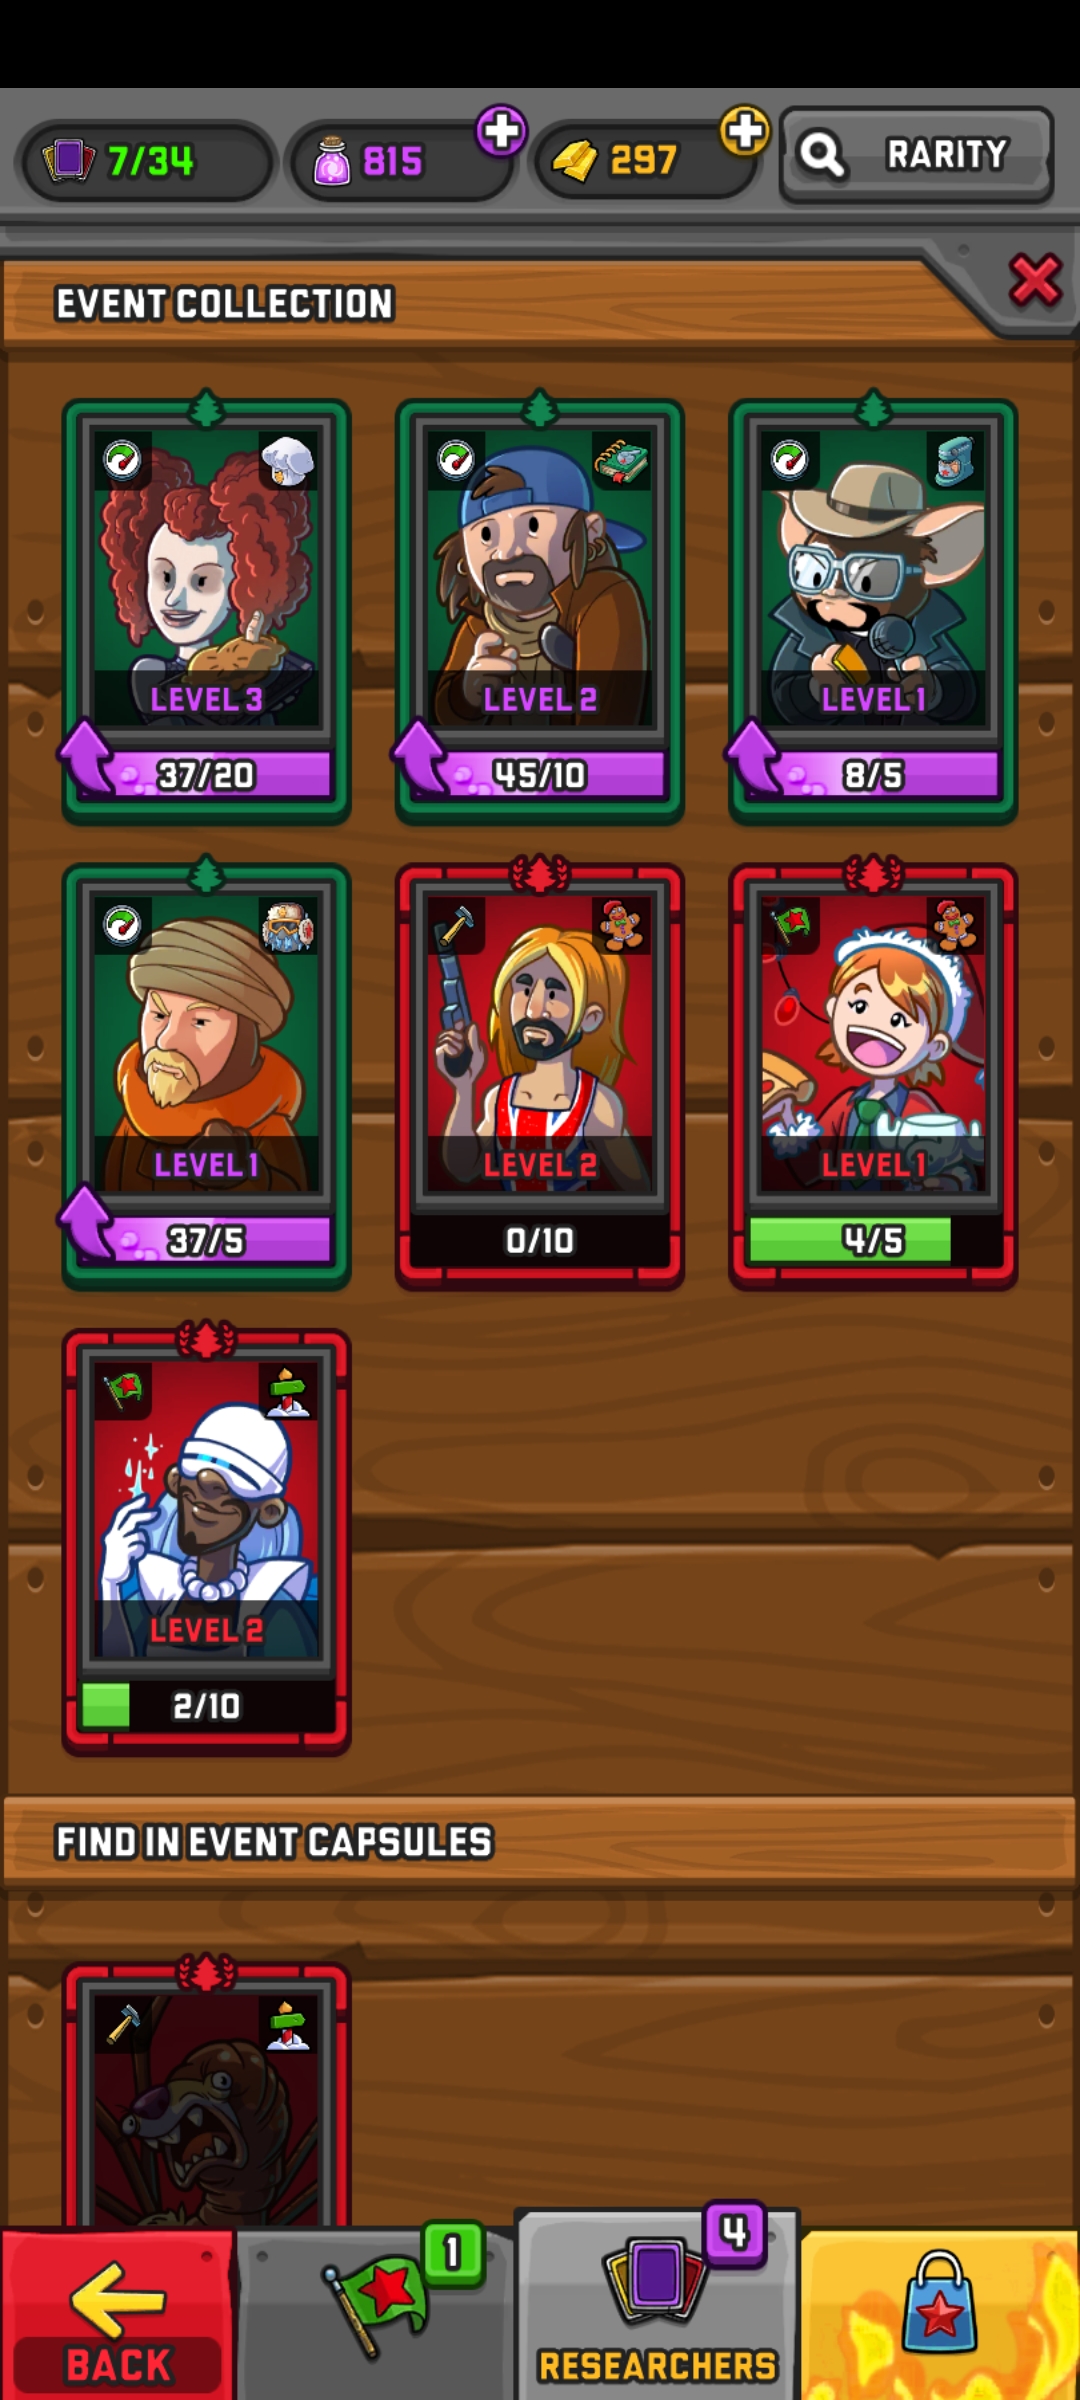 7/34
815
297
RARITY
EVENT COLLECTION
LEVEL 3
37/20
LEVEL 2
45/10
LEVEL 1
8/5
LEVEL 1
37/5
LEVEL 2
0/10
LEVEL 1
4/5
LEVEL 2
2/10
FIND IN EVENT CAPSULES
BACK
1
4
RESEARCHERS